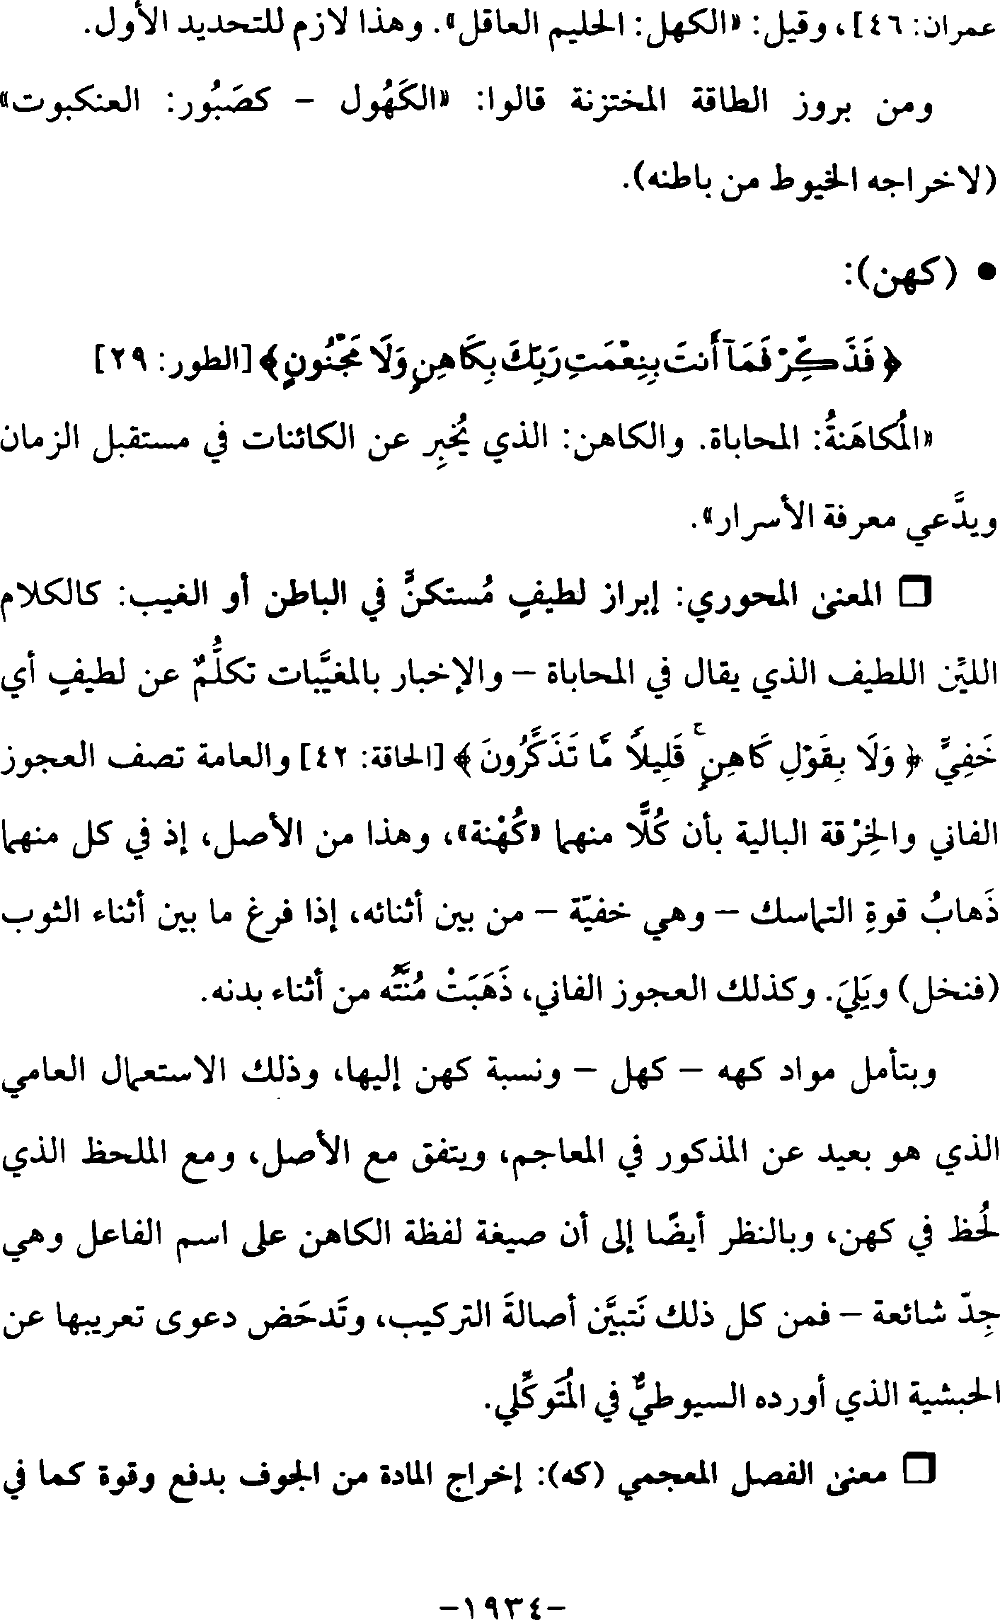 عمران: ٤٦]، وقيل: «الكهل: الحليم العاقل». وهذا لازم للتحديد الأول.
ومن بروز الطاقة المختزنة قالوا: «الكَهُول - كصَبُور: العنكبوت»
(لاخراجه الخيوط من باطنه).
• (كهن):
﴿فَذَكِّرْ فَمَآ أَنتَ بِنِعْمَتِ رَبِّكَ بِكَاهِنٍ وَلَا مَجْنُونٍ﴾ [الطور: ٢٩]
«المُكاهَنةُ: المحاباة. والكاهن: الذي يُخبِر عن الكائنات في مستقبل الزمان
ويدَّعي معرفة الأسرار».
❒ المعنى المحوري: إبراز لطيفٍ مُستكنٍّ في الباطن أو الغيب: كالكلام
الليِّن اللطيف الذي يقال في المحاباة - والإخبار بالمغيَّبات تكلُّمٌ عن لطيفٍ أي
خَفِيٍّ ﴿وَلَا بِقَوْلِ كَاهِنٍ ۚ قَلِيلًا مَّا تَذَكَّرُونَ﴾ [الحاقة: ٤٢] والعامة تصف العجوز
الفاني والخِرْقة البالية بأن كُلًّا منهما «كُهْنة»، وهذا من الأصل، إذ في كل منهما
ذَهابُ قوةِ التماسك - وهي خفيّة - من بين أثنائه، إذا فرغ ما بين أثناء الثوب
(فنخل) وبَلِيَ. وكذلك العجوز الفاني، ذَهَبَتْ مُنَّتُه من أثناء بدنه.
وبتأمل مواد كهه - كهل - ونسبة كهن إليها، وذلك الاستعمال العامي
الذي هو بعيد عن المذكور في المعاجم، ويتفق مع الأصل، ومع الملحظ الذي
لُحظ في كهن، وبالنظر أيضًا إلى أن صيغة لفظة الكاهن على اسم الفاعل وهي
جِدّ شائعة - فمن كل ذلك نَتبيَّن أصالةَ التركيب، وتَدحَض دعوى تعريبها عن
الحبشية الذي أورده السيوطيُّ في المُتَوكِّلي.
❒ معنى الفصل المعجمي (كه): إخراج المادة من الجوف بدفع وقوة كما في
-١٩٣٤-